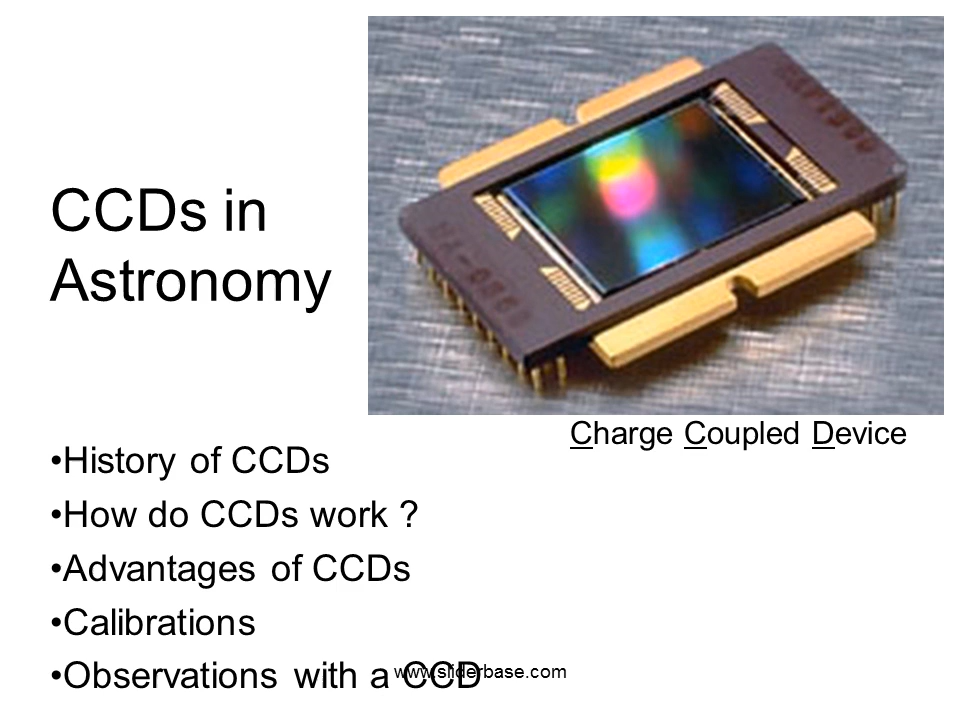 CCDs in
Astronomy
Charge Coupled Device
•History of CCDs
•How do CCDs work ?
•Advantages of CCDs
•Calibrations
•Observations with a CCD
www.sliderbase.com